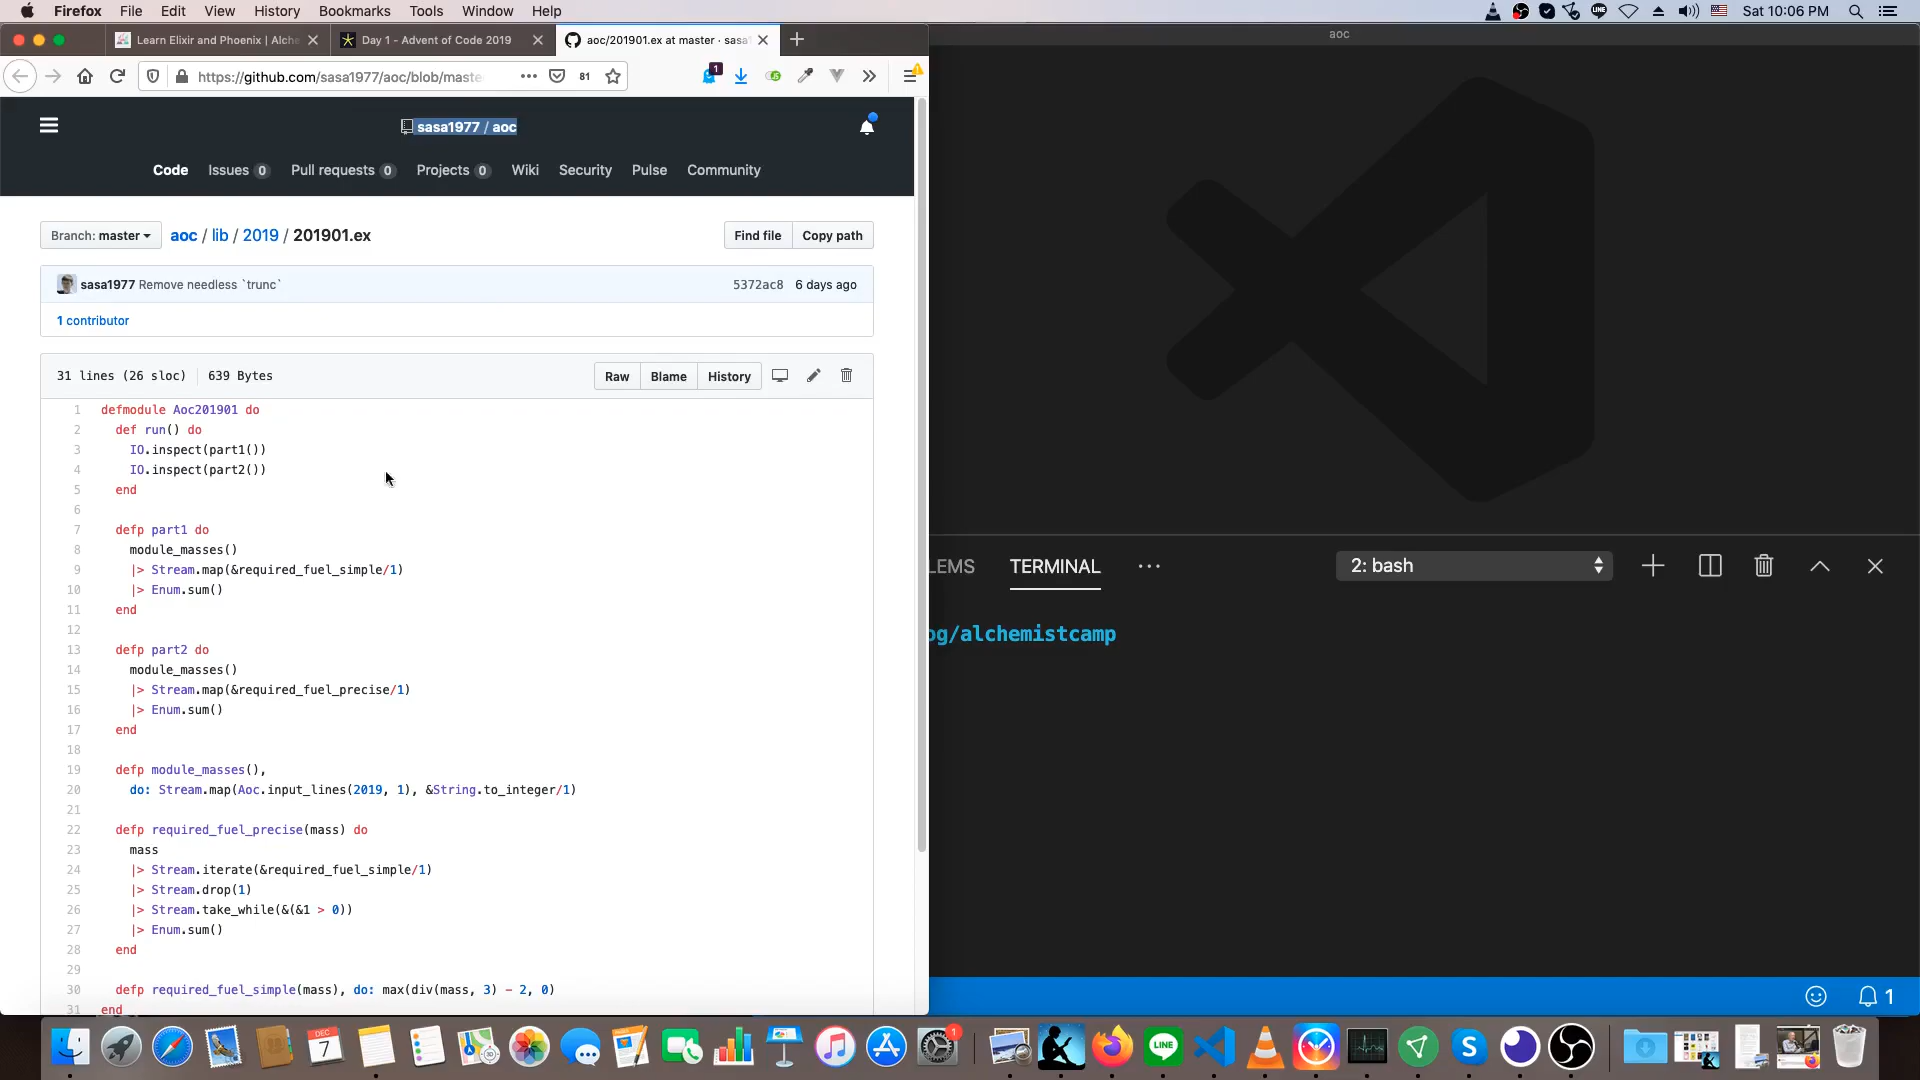 Firefox File Edit View History Bookmarks Tools Window Help
Sat 10:06 PM
Learn Elixir and Phoenix | Alche
Day 1 - Advent of Code 2019
aoc/201901.ex at master · sasa1
https://github.com/sasa1977/aoc/blob/maste
81
1
aoc
sasa1977 / aoc
Code Issues 0 Pull requests 0 Projects 0 Wiki Security Pulse Community
Branch: master
aoc / lib / 2019 / 201901.ex
Find file Copy path
sasa1977 Remove needless `trunc`
5372ac8 6 days ago
1 contributor
31 lines (26 sloc) 639 Bytes
Raw Blame History
1 defmodule Aoc201901 do
2 def run() do
3 IO.inspect(part1())
4 IO.inspect(part2())
5 end
6
7 defp part1 do
8 module_masses()
9 |> Stream.map(&required_fuel_simple/1)
10 |> Enum.sum()
11 end
12
13 defp part2 do
14 module_masses()
15 |> Stream.map(&required_fuel_precise/1)
16 |> Enum.sum()
17 end
18
19 defp module_masses(),
20 do: Stream.map(Aoc.input_lines(2019, 1), &String.to_integer/1)
21
22 defp required_fuel_precise(mass) do
23 mass
24 |> Stream.iterate(&required_fuel_simple/1)
25 |> Stream.drop(1)
26 |> Stream.take_while(&(&1 > 0))
27 |> Enum.sum()
28 end
29
30 defp required_fuel_simple(mass), do: max(div(mass, 3) - 2, 0)
31 end
LEMS TERMINAL ···
2: bash
og/alchemistcamp
1
DEC
7
LINE
1